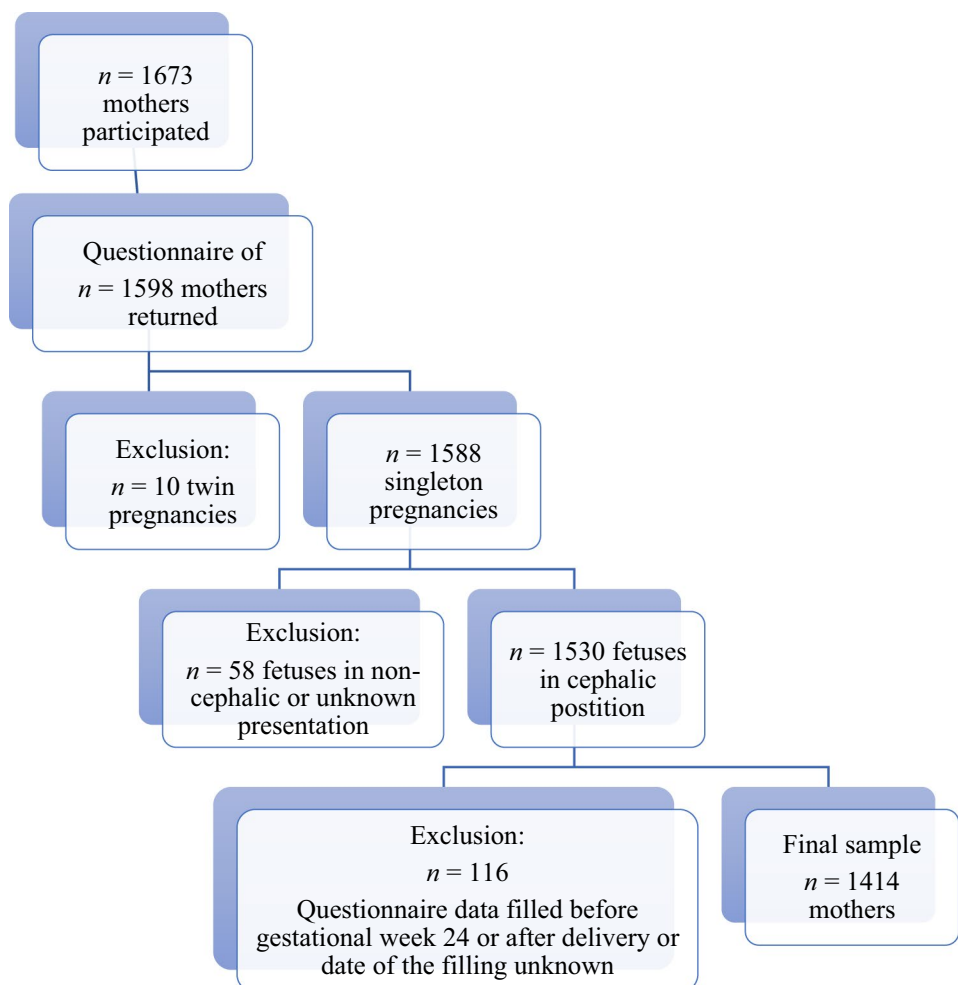 n = 1673
mothers
participated
Questionnaire of
n = 1598 mothers
returned
Exclusion:
n = 10 twin
pregnancies
n = 1588
singleton
pregnancies
Exclusion:
n = 58 fetuses in non-
cephalic or unknown
presentation
n = 1530 fetuses
in cephalic
postition
Exclusion:
n = 116
Questionnaire data filled before
gestational week 24 or after delivery or
date of the filling unknown
Final sample
n = 1414
mothers